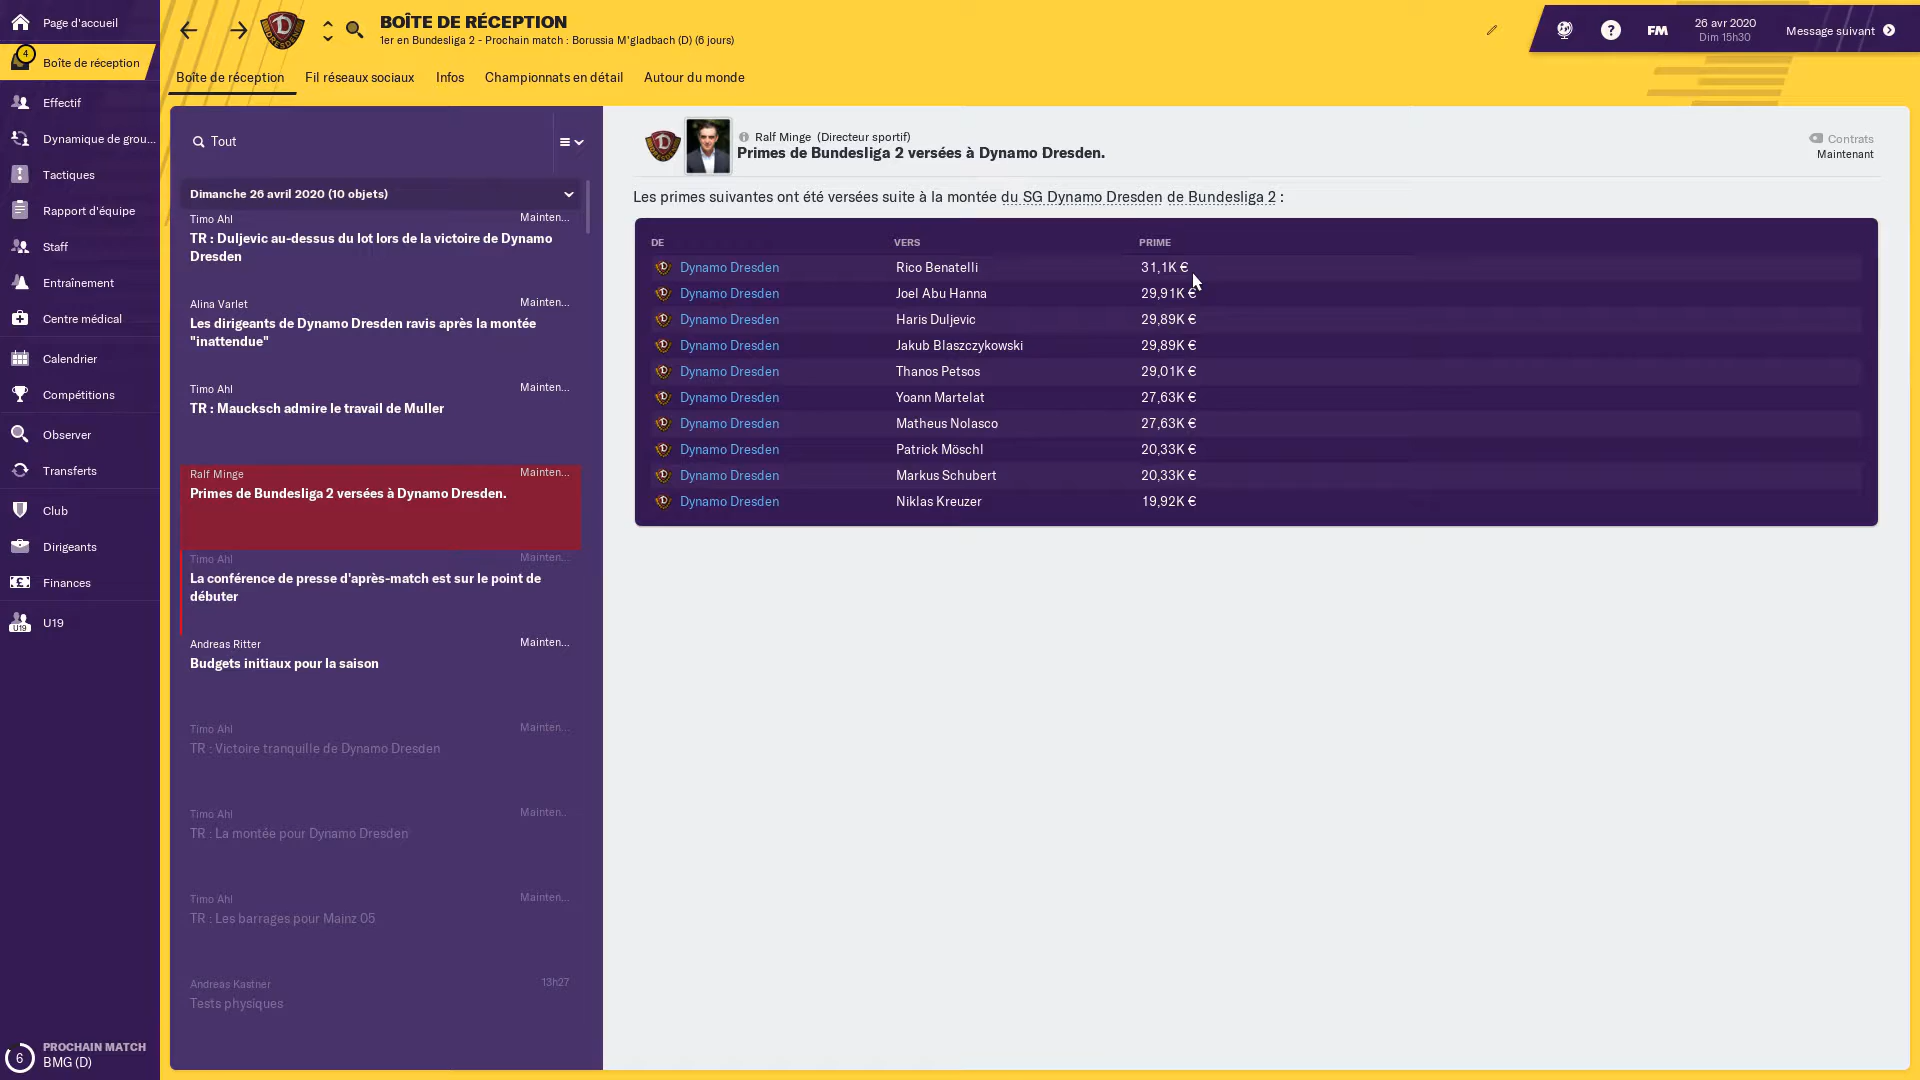 Page d'accueil
4
Boîte de réception
Effectif
Dynamique de grou...
Tactiques
Rapport d'équipe
Staff
Entraînement
Centre médical
Calendrier
Compétitions
Observer
Transferts
Club
Dirigeants
Finances
U19
U19
6
PROCHAIN MATCH
BMG (D)
BOÎTE DE RÉCEPTION
1er en Bundesliga 2 - Prochain match : Borussia M'gladbach (D) (6 jours)
FM
26 avr 2020
Dim 15h30
Message suivant
Boîte de réception
Fil réseaux sociaux
Infos
Championnats en détail
Autour du monde
Tout
Dimanche 26 avril 2020 (10 objets)
Timo Ahl
Mainten...
TR : Duljevic au-dessus du lot lors de la victoire de Dynamo
Dresden
Alina Varlet
Mainten...
Les dirigeants de Dynamo Dresden ravis après la montée
"inattendue"
Timo Ahl
Mainten...
TR : Maucksch admire le travail de Muller
Ralf Minge
Mainten...
Primes de Bundesliga 2 versées à Dynamo Dresden.
Timo Ahl
Mainten...
La conférence de presse d'après-match est sur le point de
débuter
Andreas Ritter
Mainten...
Budgets initiaux pour la saison
Timo Ahl
Mainten...
TR : Victoire tranquille de Dynamo Dresden
Timo Ahl
Mainten...
TR : La montée pour Dynamo Dresden
Timo Ahl
Mainten...
TR : Les barrages pour Mainz 05
Andreas Kastner
13h27
Tests physiques
Ralf Minge (Directeur sportif)
Primes de Bundesliga 2 versées à Dynamo Dresden.
Contrats
Maintenant
Les primes suivantes ont été versées suite à la montée du SG Dynamo Dresden de Bundesliga 2 :
DE VERS PRIME
Dynamo Dresden Rico Benatelli 31,1K €
Dynamo Dresden Joel Abu Hanna 29,91K €
Dynamo Dresden Haris Duljevic 29,89K €
Dynamo Dresden Jakub Blaszczykowski 29,89K €
Dynamo Dresden Thanos Petsos 29,01K €
Dynamo Dresden Yoann Martelat 27,63K €
Dynamo Dresden Matheus Nolasco 27,63K €
Dynamo Dresden Patrick Möschl 20,33K €
Dynamo Dresden Markus Schubert 20,33K €
Dynamo Dresden Niklas Kreuzer 19,92K €